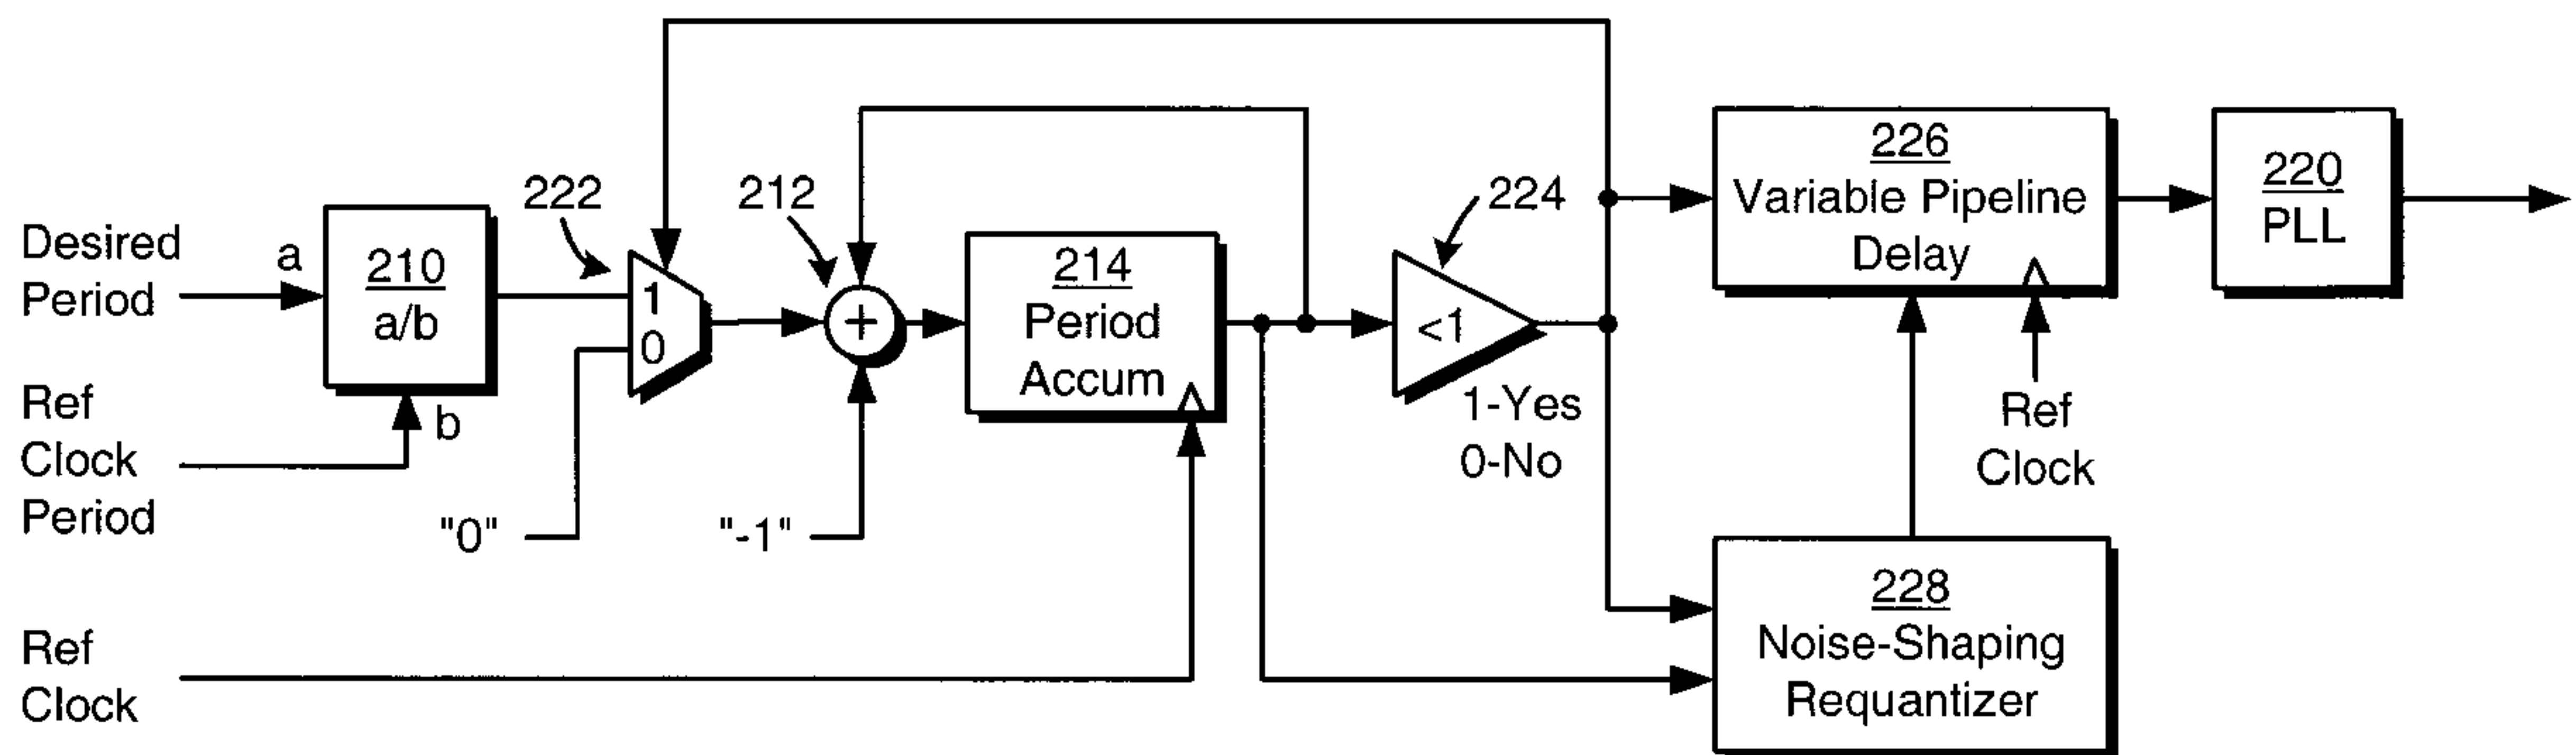 Desired
Period
a
210
a/b
Ref
Clock
Period
b
222
1
0
"0"
212
+
"-1"
214
Period
Accum
Ref
Clock
224
<1
1-Yes
0-No
226
Variable Pipeline
Delay
Ref
Clock
220
PLL
228
Noise-Shaping
Requantizer